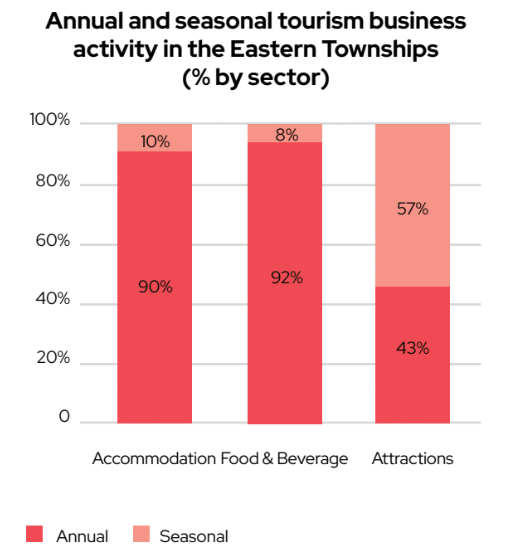 Annual and seasonal tourism business
activity in the Eastern Townships
(% by sector)
100%
80%
60%
40%
20%
0
10%
90%
8%
92%
57%
43%
Accommodation Food & Beverage Attractions
Annual Seasonal